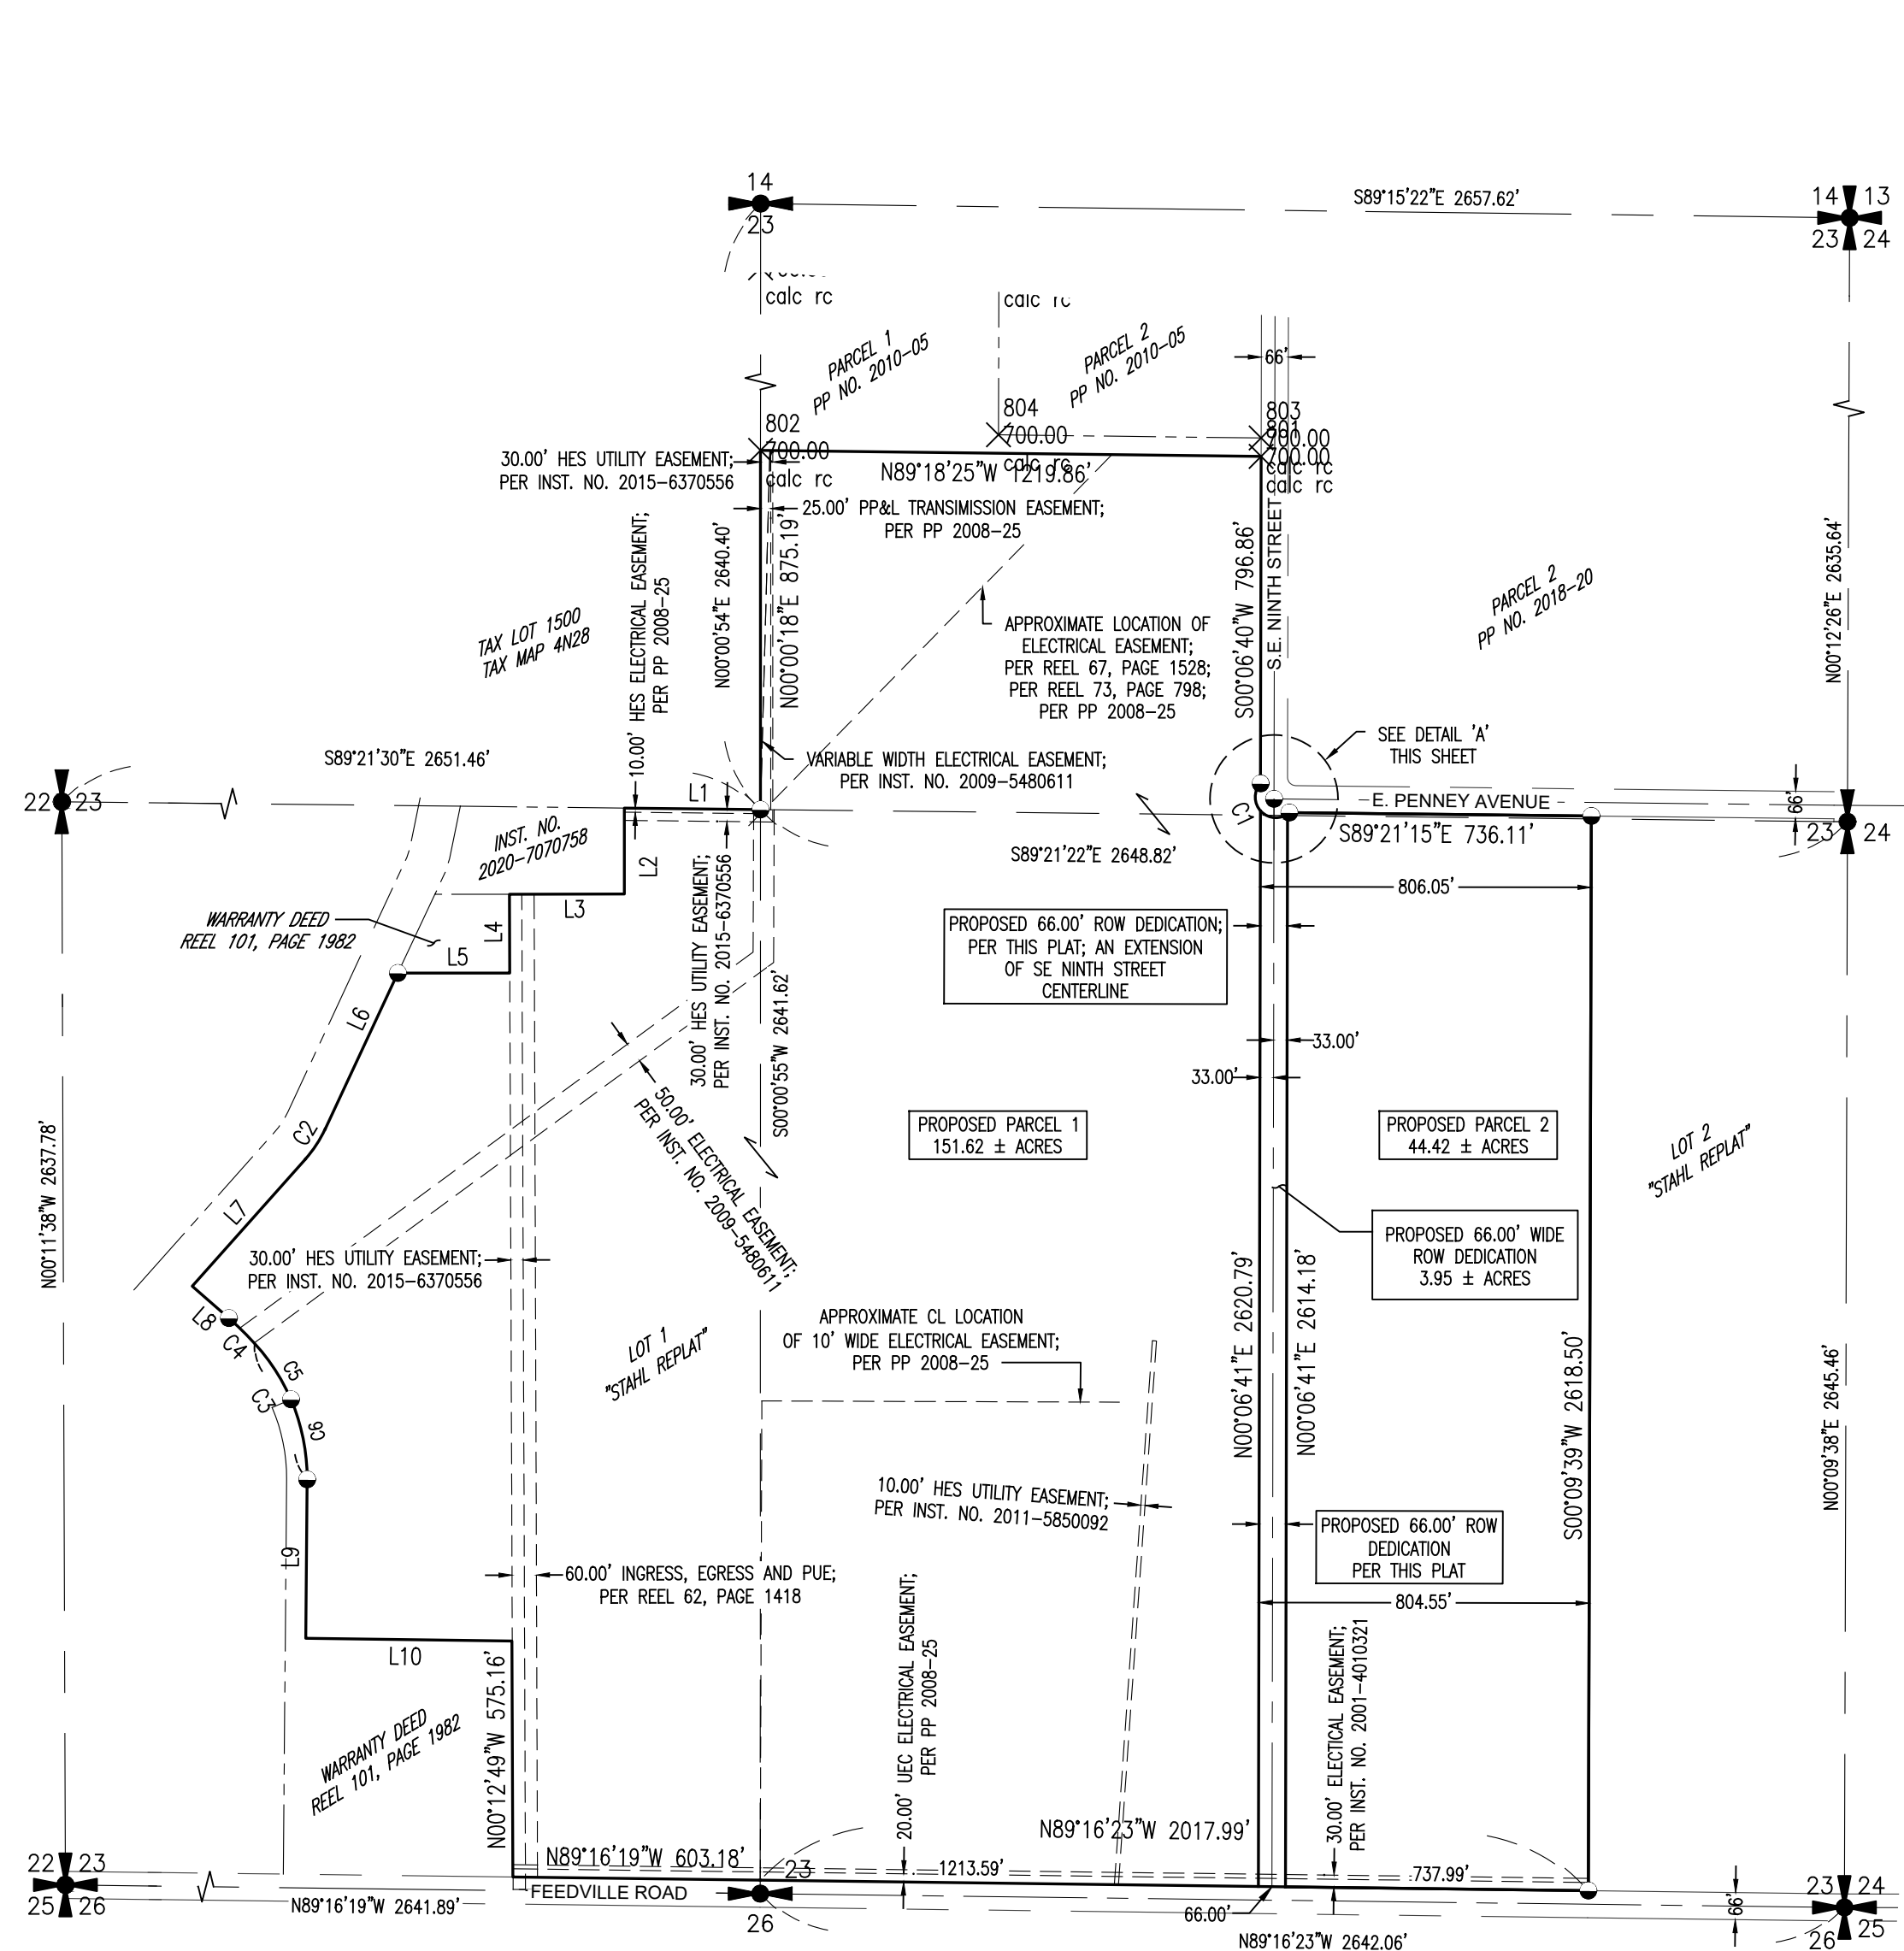 14
23
S89°15'22"E 2657.62'
14 13
23 24
calc rc
calc rc
PARCEL 1
PP NO. 2010-05
PARCEL 2
PP NO. 2010-05
66'
802
700.00
calc rc
804
700.00
calc rc
803
801
700.00
700.00
calc rc
calc rc
30.00' HES UTILITY EASEMENT;
PER INST. NO. 2015-6370556
N89°18'25"W 1219.86'
25.00' PP&L TRANSIMISSION EASEMENT;
PER PP 2008-25
10.00' HES ELECTRICAL EASEMENT;
PER PP 2008-25
N00°00'54"E 2640.40'
N00°00'18"E 875.19'
S00°06'40"W 796.86'
S.E. NINTH STREET
N00°12'26"E 2635.64'
PARCEL 2
PP NO. 2018-20
TAX LOT 1500
TAX MAP 4N28
APPROXIMATE LOCATION OF
ELECTRICAL EASEMENT;
PER REEL 67, PAGE 1528;
PER REEL 73, PAGE 798;
PER PP 2008-25
SEE DETAIL 'A'
THIS SHEET
S89°21'30"E 2651.46'
VARIABLE WIDTH ELECTRICAL EASEMENT;
PER INST. NO. 2009-5480611
22 23
L1
C1
E. PENNEY AVENUE
66'
S89°21'15"E 736.11'
23 24
INST. NO.
2020-7070758
L2
S89°21'22"E 2648.82'
30.00' HES UTILITY EASEMENT;
PER INST. NO. 2015-6370556
806.05'
L3
L4
WARRANTY DEED
REEL 101, PAGE 1982
L5
PROPOSED 66.00' ROW DEDICATION;
PER THIS PLAT; AN EXTENSION
OF SE NINTH STREET
CENTERLINE
L6
S00°00'55"W 2641.62'
33.00'
33.00'
50.00' ELECTRICAL EASEMENT;
PER INST. NO. 2009-5480611
PROPOSED PARCEL 1
151.62 ± ACRES
PROPOSED PARCEL 2
44.42 ± ACRES
C2
LOT 2
"STAHL REPLAT"
N00°11'38"W 2637.78'
L7
30.00' HES UTILITY EASEMENT;
PER INST. NO. 2015-6370556
PROPOSED 66.00' WIDE
ROW DEDICATION
3.95 ± ACRES
L8
C4
APPROXIMATE CL LOCATION
OF 10' WIDE ELECTRICAL EASEMENT;
PER PP 2008-25
LOT 1
"STAHL REPLAT"
C5
C3
C6
N00°06'41"E 2620.79'
N00°06'41"E 2614.18'
S00°09'39"W 2618.50'
N00°09'38"E 2645.46'
10.00' HES UTILITY EASEMENT;
PER INST. NO. 2011-5850092
PROPOSED 66.00' ROW
DEDICATION
PER THIS PLAT
L9
60.00' INGRESS, EGRESS AND PUE;
PER REEL 62, PAGE 1418
804.55'
L10
N00°12'49"W 575.16'
20.00' UEC ELECTRICAL EASEMENT;
PER PP 2008-25
30.00' ELECTICAL EASEMENT;
PER INST. NO. 2001-4010321
WARRANTY DEED
REEL 101, PAGE 1982
N89°16'23"W 2017.99'
N89°16'19"W 603.18'
23
1213.59'
737.99'
22 23
25 26
N89°16'19"W 2641.89'
FEEDVILLE ROAD
26
66.00'
N89°16'23"W 2642.06'
66'
23 24
26 25